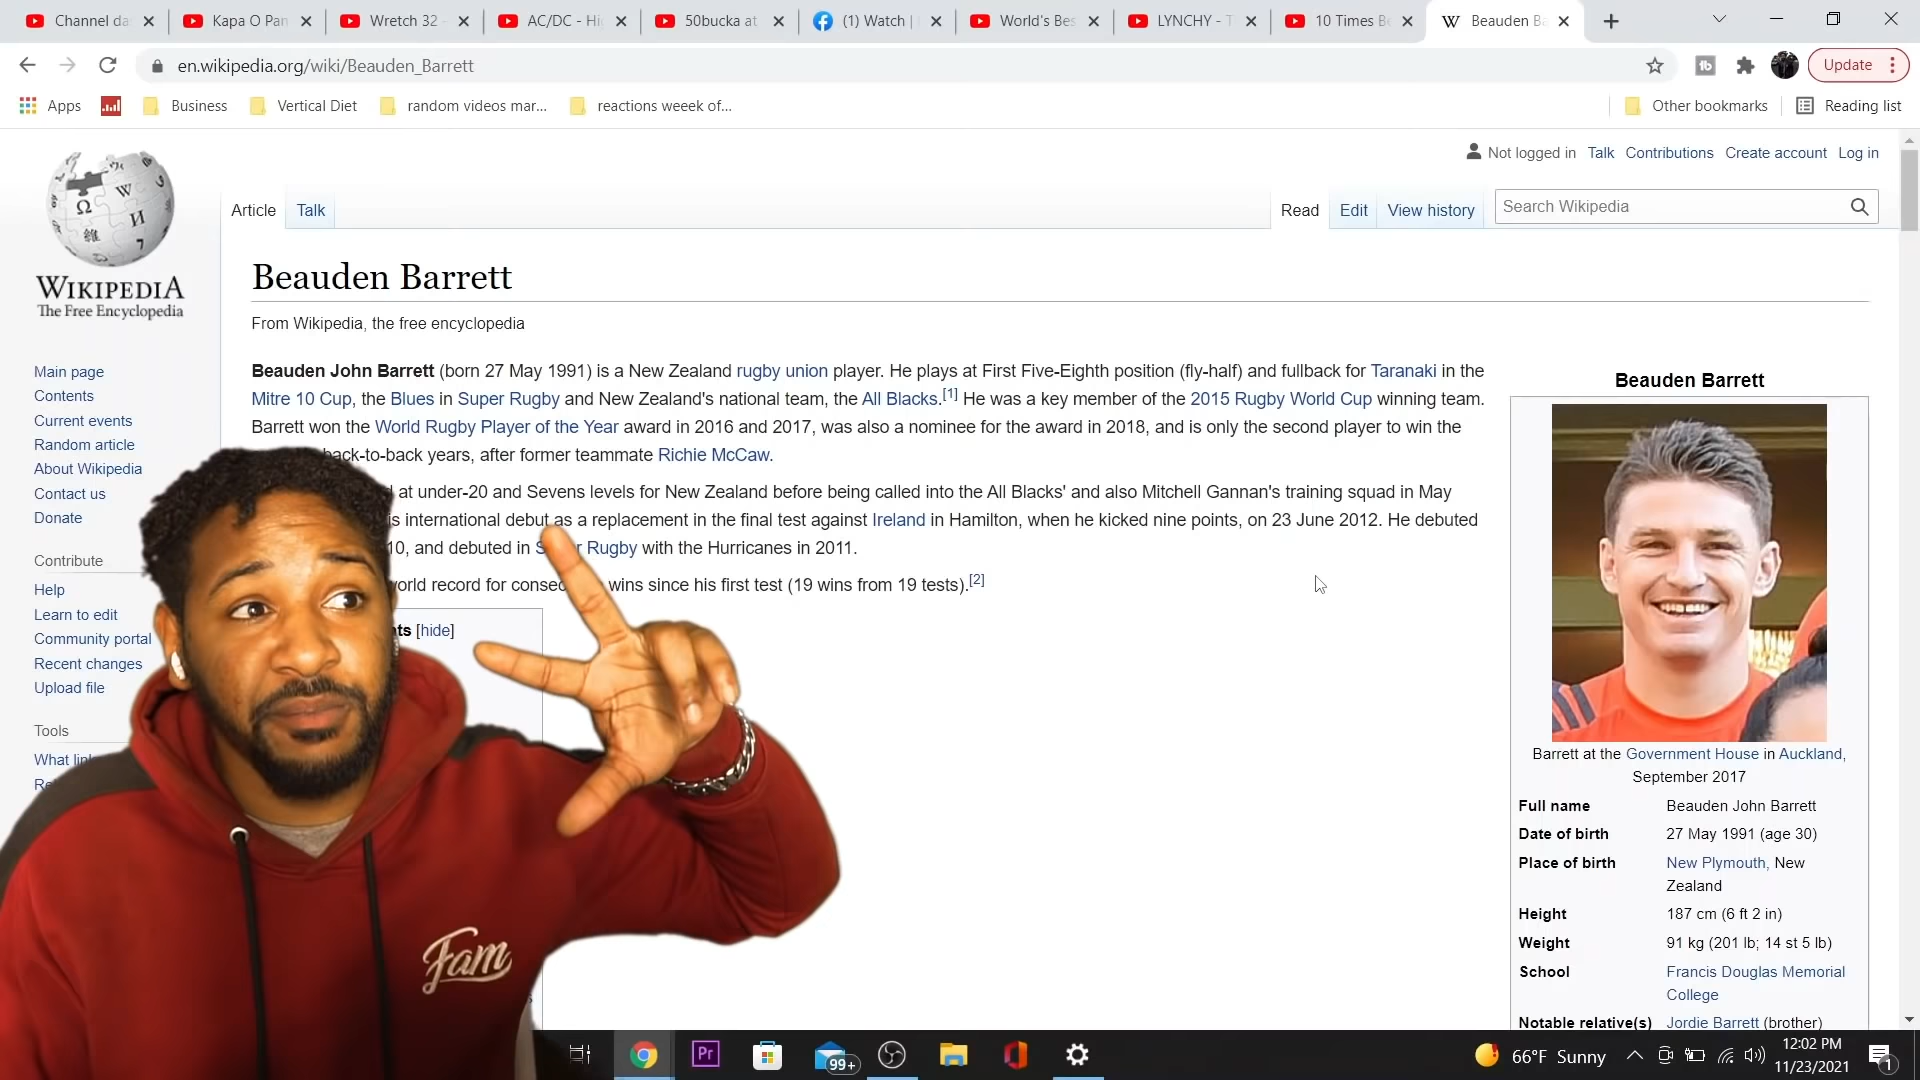 Channel da
Kapa O Pan
Wretch 32 -
AC/DC - Hi
50bucka at
(1) Watch |
World's Bes
LYNCHY - T
10 Times Be
W Beauden Ba
en.wikipedia.org/wiki/Beauden_Barrett
Update
Apps
Business
Vertical Diet
random videos mar...
reactions weeek of...
Other bookmarks
Reading list
Not logged in Talk Contributions Create account Log in
Article Talk
Read Edit View history
Search Wikipedia
WIKIPEDIA
The Free Encyclopedia
Beauden Barrett
From Wikipedia, the free encyclopedia
Main page
Contents
Current events
Random article
About Wikipedia
Contact us
Donate
Contribute
Help
Learn to edit
Community portal
Recent changes
Upload file
Tools
What
Beauden John Barrett (born 27 May 1991) is a New Zealand rugby union player. He plays at First Five-Eighth position (fly-half) and fullback for Taranaki in the
Mitre 10 Cup, the Blues in Super Rugby and New Zealand's national team, the All Blacks.[1] He was a key member of the 2015 Rugby World Cup winning team.
Barrett won the World Rugby Player of the Year award in 2016 and 2017, was also a nominee for the award in 2018, and is only the second player to win the
back-to-back years, after former teammate Richie McCaw.
at under-20 and Sevens levels for New Zealand before being called into the All Blacks' and also Mitchell Gannan's training squad in May
international debut as a replacement in the final test against Ireland in Hamilton, when he kicked nine points, on 23 June 2012. He debuted
10, and debuted in Rugby with the Hurricanes in 2011.
world record for wins since his first test (19 wins from 19 tests).[2]
[hide]
Beauden Barrett
Barrett at the Government House in Auckland,
September 2017
Full name Beauden John Barrett
Date of birth 27 May 1991 (age 30)
Place of birth New Plymouth, New
Zealand
Height 187 cm (6 ft 2 in)
Weight 91 kg (201 lb; 14 st 5 lb)
School Francis Douglas Memorial
College
Notable relative(s) Jordie Barrett (brother)
Fam
Pr
99+
66°F Sunny
12:02 PM
11/23/2021
1